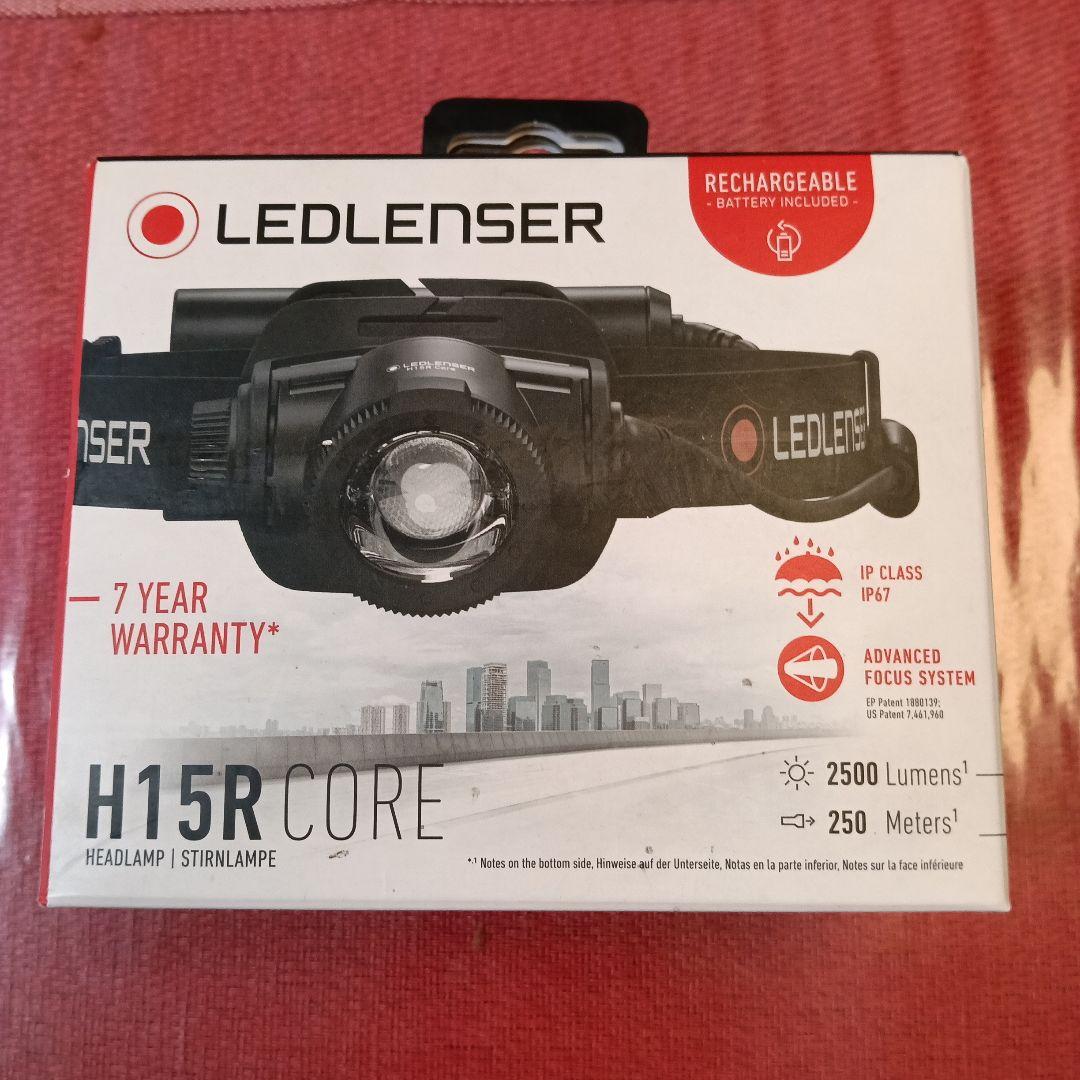 LEDLENSER
RECHARGEABLE
- BATTERY INCLUDED -
LEDLENSER
H15R Core
NSER
LEDLENSE
7 YEAR
WARRANTY*
IP CLASS
IP67
ADVANCED
FOCUS SYSTEM
EP Patent 1880139;
US Patent 7,461,960
H15R CORE
HEADLAMP | STIRNLAMPE
2500 Lumens¹
250 Meters¹
*,¹ Notes on the bottom side, Hinweise auf der Unterseite, Notas en la parte inferior, Notes sur la face inférieure